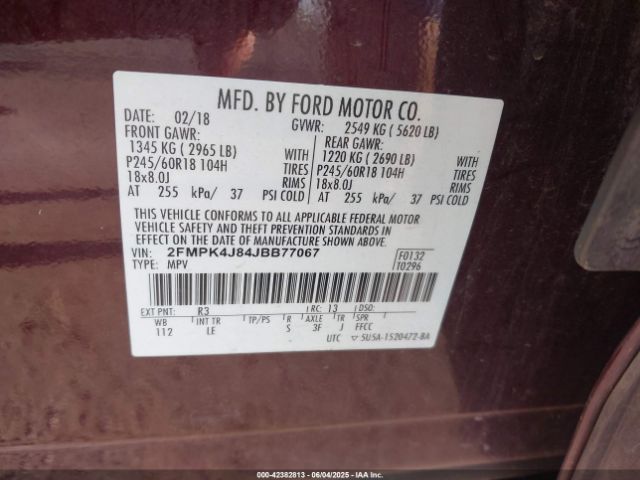 MFD. BY FORD MOTOR CO.
DATE: 02/18 GVWR: 2549 KG ( 5620 LB)
FRONT GAWR: REAR GAWR:
1345 KG ( 2965 LB) WITH 1220 KG ( 2690 LB) WITH
P245/60R18 104H TIRES P245/60R18 104H TIRES
18x8.0J RIMS 18x8.0J RIMS
AT 255 kPa/ 37 PSI COLD AT 255 kPa/ 37 PSI COLD
THIS VEHICLE CONFORMS TO ALL APPLICABLE FEDERAL MOTOR
VEHICLE SAFETY AND THEFT PREVENTION STANDARDS IN
EFFECT ON THE DATE OF MANUFACTURE SHOWN ABOVE.
VIN: 2FMPK4J84JBB77067 F0132
TYPE: MPV T0296
EXT PNT: R3 RC: 13 DSO:
WB INT TR TP/PS R AXLE TR SPR
112 LE S 3F J FFCC
UTC ▽ 5U5A-1520472-BA
000-42382813 - 06/04/2025 - IAAI.CA